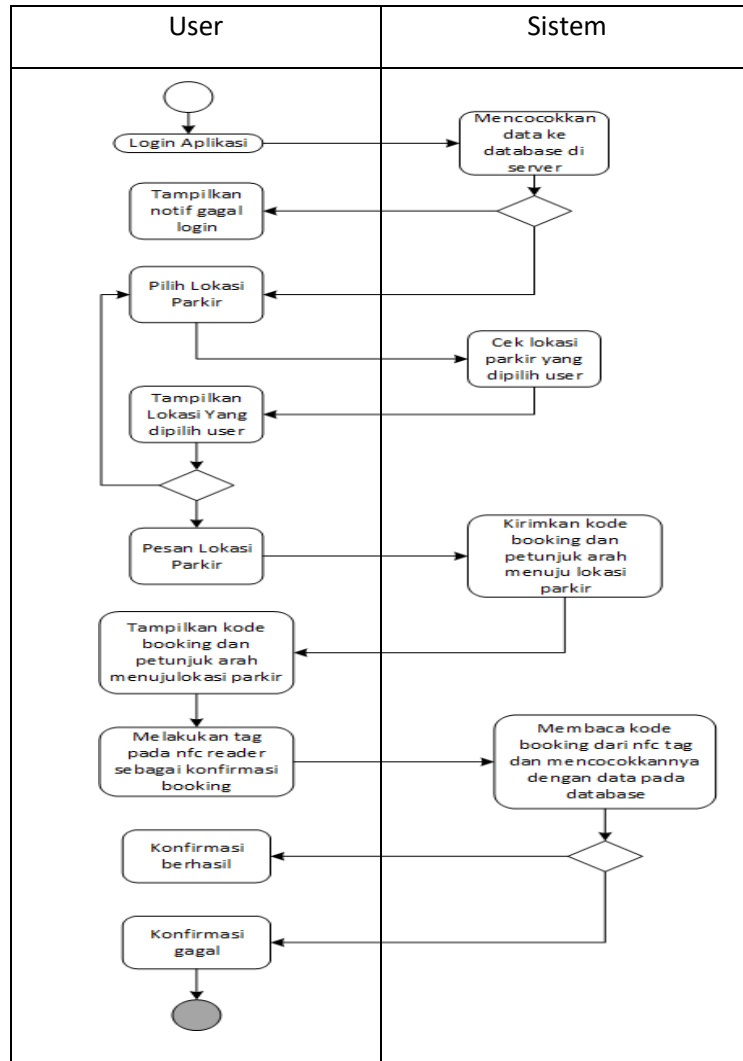 User
Sistem
Login Aplikasi
Mencocokkan
data ke
database di
server
Tampilkan
notif gagal
login
Pilih Lokasi
Parkir
Cek lokasi
parkir yang
dipilih user
Tampilkan
Lokasi Yang
dipilih user
Pesan Lokasi
Parkir
Kirimkan kode
booking dan
petunjuk arah
menuju lokasi
parkir
Tampilkan kode
booking dan
petunjuk arah
menujulokasi parkir
Melakukan tag
pada nfc reader
sebagai konfirmasi
booking
Membaca kode
booking dari nfc tag
dan mencocokkannya
dengan data pada
database
Konfirmasi
berhasil
Konfirmasi
gagal